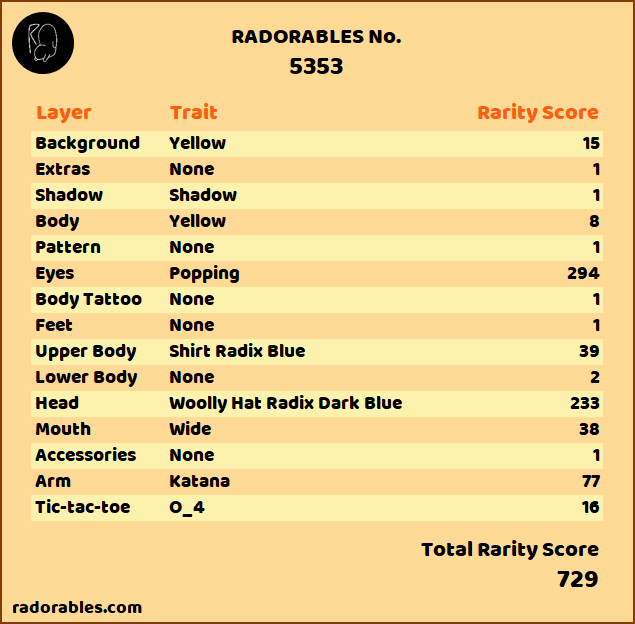 RADORABLES No.
5353
Layer Trait Rarity Score
Background Yellow 15
Extras None 1
Shadow Shadow 1
Body Yellow 8
Pattern None 1
Eyes Popping 294
Body Tattoo None 1
Feet None 1
Upper Body Shirt Radix Blue 39
Lower Body None 2
Head Woolly Hat Radix Dark Blue 233
Mouth Wide 38
Accessories None 1
Arm Katana 77
Tic-tac-toe O_4 16
Total Rarity Score
729
radorables.com